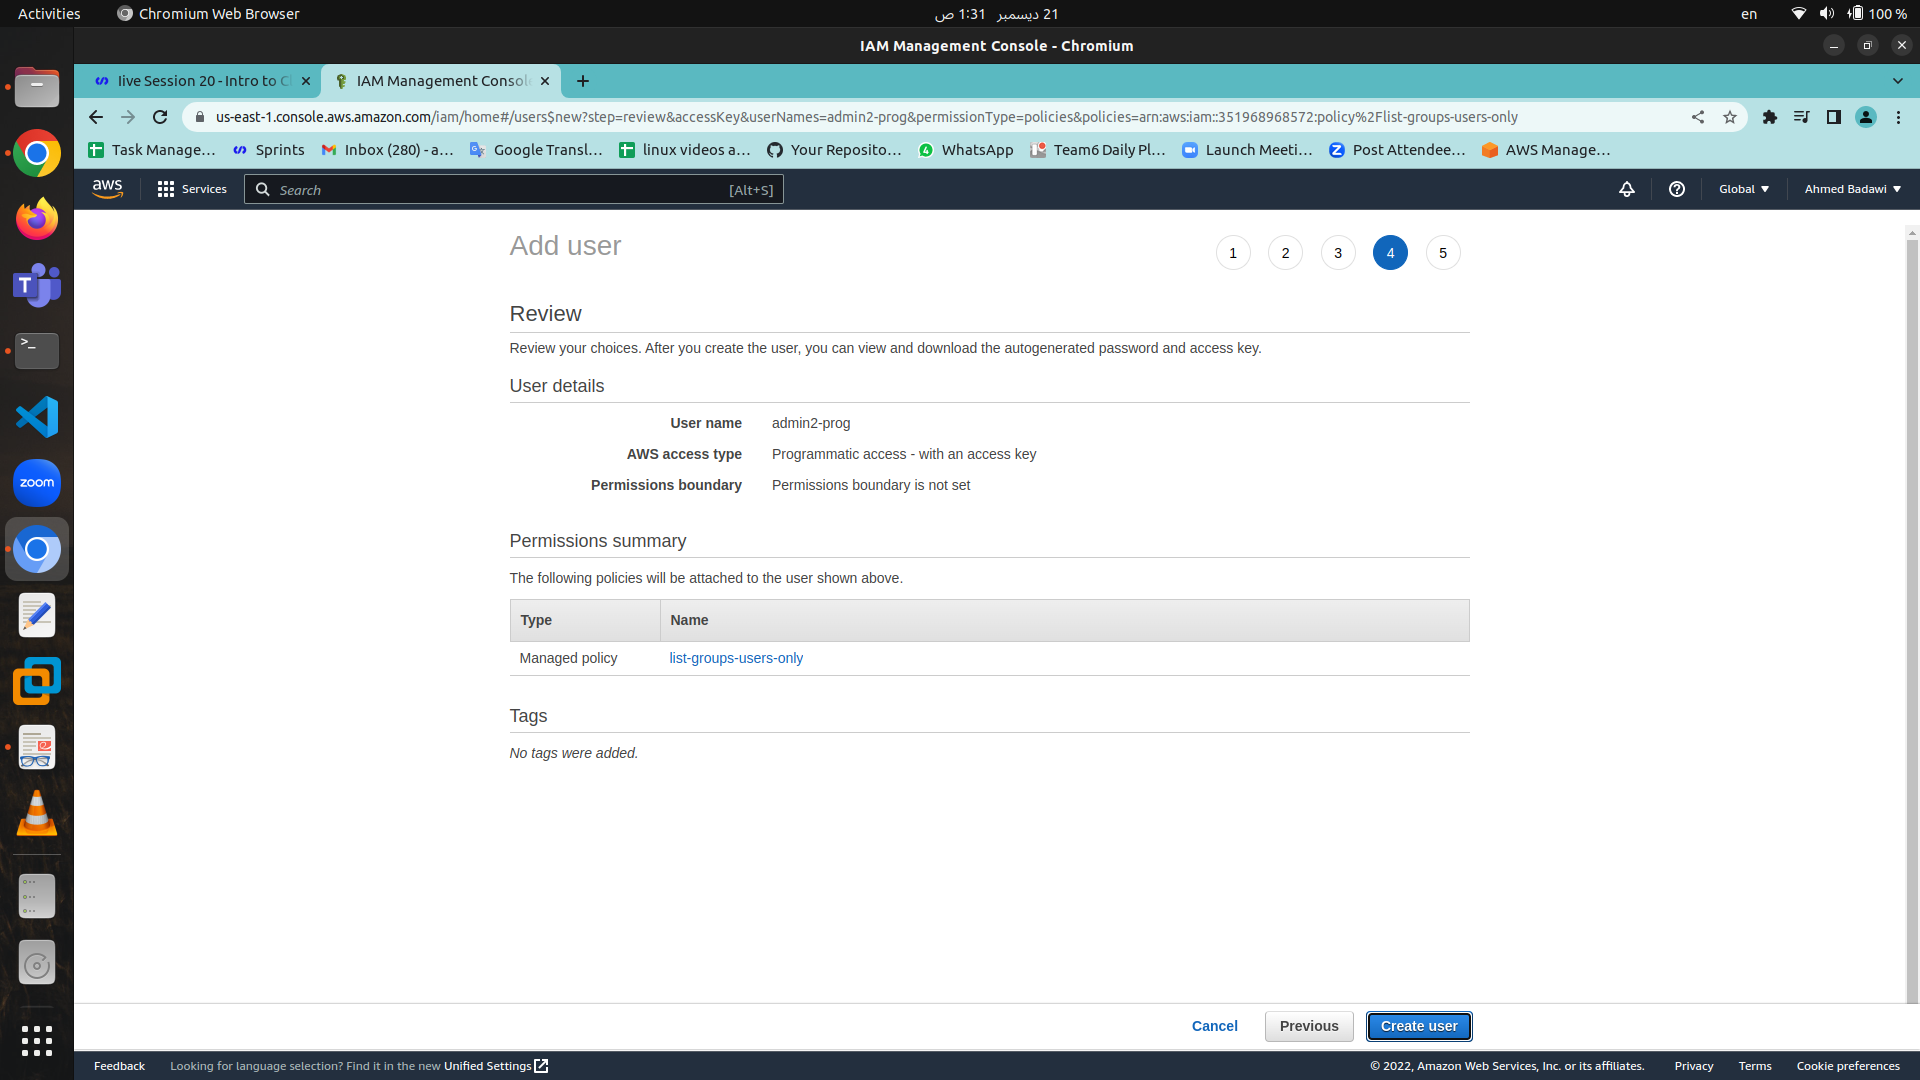 Activities
Chromium Web Browser
21 ديسمبر 1:31 ص
en
100 %
IAM Management Console - Chromium
live Session 20 - Intro to C
IAM Management Conso
us-east-1.console.aws.amazon.com/iam/home#/users$new?step=review&accessKey&userNames=admin2-prog&permissionType=policies&policies=arn:aws:iam::351968968572:policy%2Flist-groups-users-only
Task Manage...
Sprints
Inbox (280) - a...
Google Transl...
linux videos a...
Your Reposito...
WhatsApp
Team6 Daily Pl...
Launch Meeti...
Post Attendee...
AWS Manage...
aws
Services
Search
[Alt+S]
Global
Ahmed Badawi
Add user
1 2 3 4 5
Review
Review your choices. After you create the user, you can view and download the autogenerated password and access key.
User details
User name admin2-prog
AWS access type Programmatic access - with an access key
Permissions boundary Permissions boundary is not set
Permissions summary
The following policies will be attached to the user shown above.
Type Name
Managed policy list-groups-users-only
Tags
No tags were added.
Cancel
Previous
Create user
Feedback
Looking for language selection? Find it in the new Unified Settings
© 2022, Amazon Web Services, Inc. or its affiliates.
Privacy
Terms
Cookie preferences
zoom